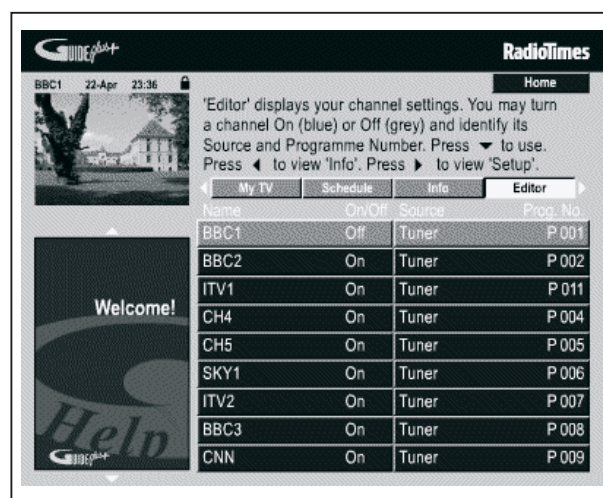 GUIDE plus+
RadioTimes
BBC1 22-Apr 23:36
Home
'Editor' displays your channel settings. You may turn
a channel On (blue) or Off (grey) and identify its
Source and Programme Number. Press ▼ to use.
Press ◀ to view 'Info'. Press ▶ to view 'Setup'.
My TV Schedule Info Editor
Name On/Off Source Prog. No.
BBC1 Off Tuner P 001
BBC2 On Tuner P 002
ITV1 On Tuner P 011
CH4 On Tuner P 004
CH5 On Tuner P 005
SKY1 On Tuner P 006
ITV2 On Tuner P 007
BBC3 On Tuner P 008
CNN On Tuner P 009
Welcome!
Help
GUIDE plus+